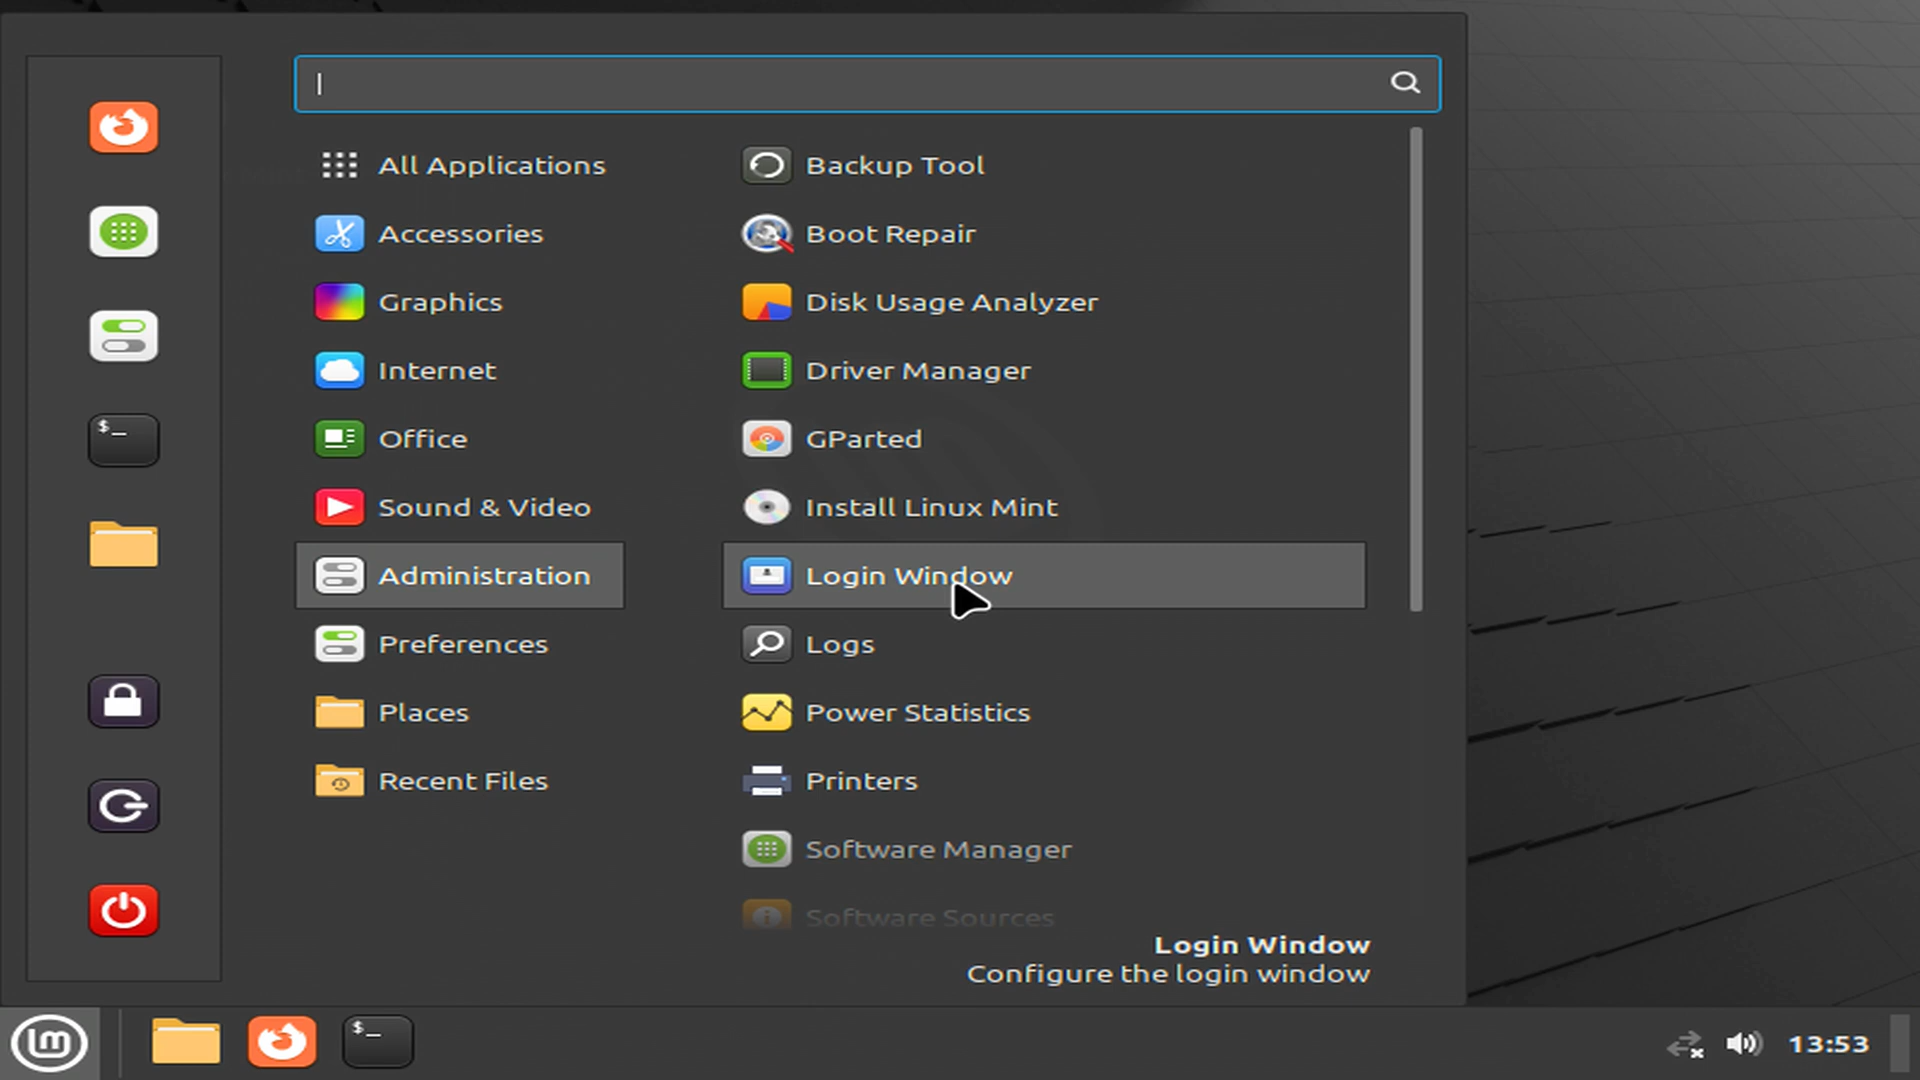 All Applications
Accessories
Graphics
Internet
Office
Sound & Video
Administration
Preferences
Places
Recent Files
Backup Tool
Boot Repair
Disk Usage Analyzer
Driver Manager
GParted
Install Linux Mint
Login Window
Logs
Power Statistics
Printers
Software Manager
Software Sources
Login Window
Configure the login window
$_
$_
lm
13:53